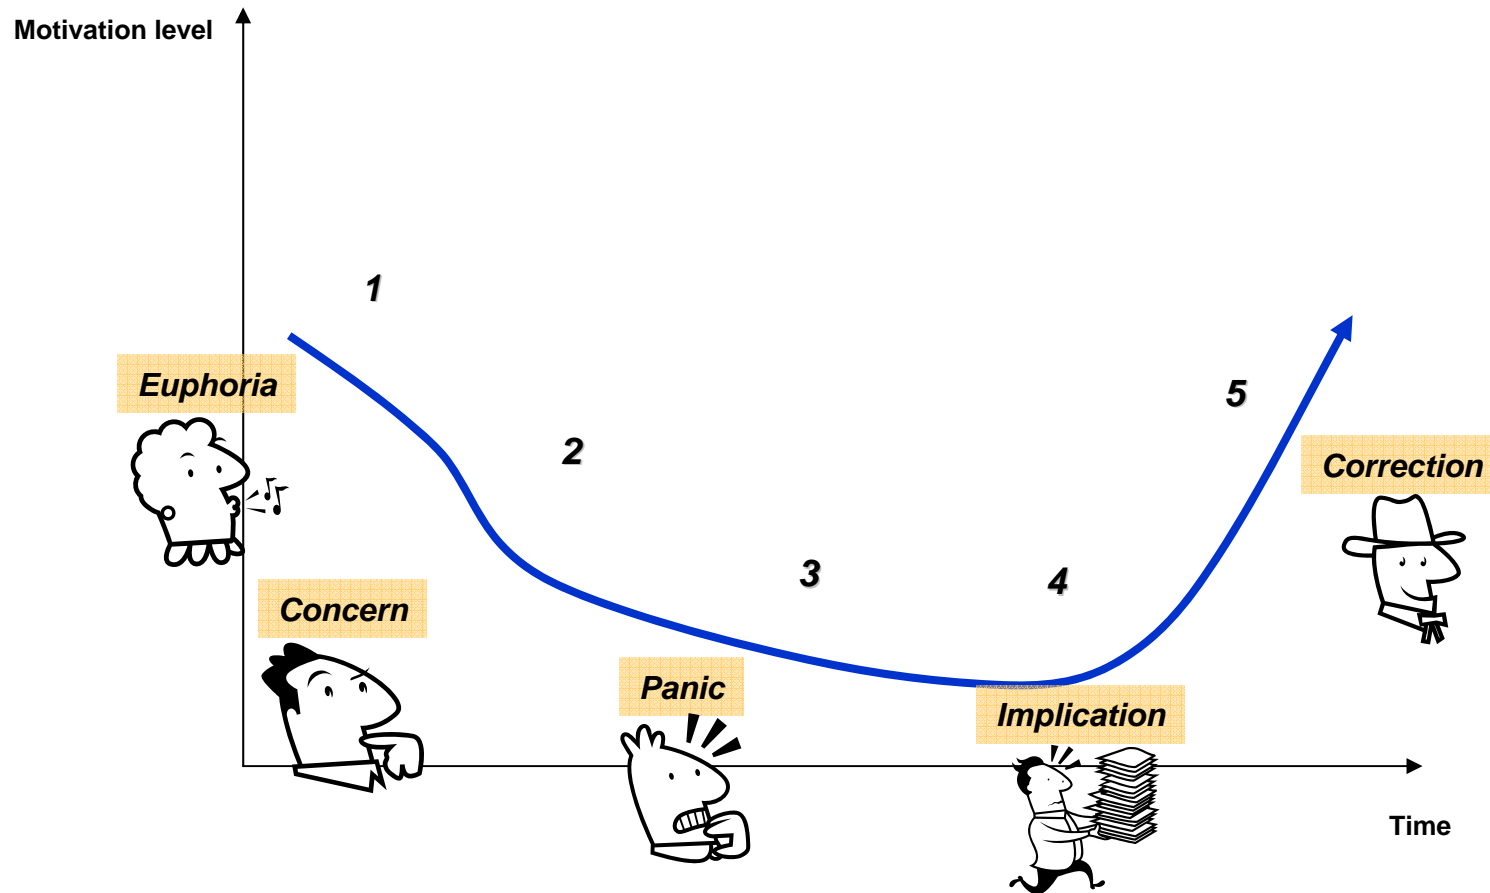 Motivation level
1
Euphoria
2
5
Correction
3
4
Concern
Panic
Implication
Time